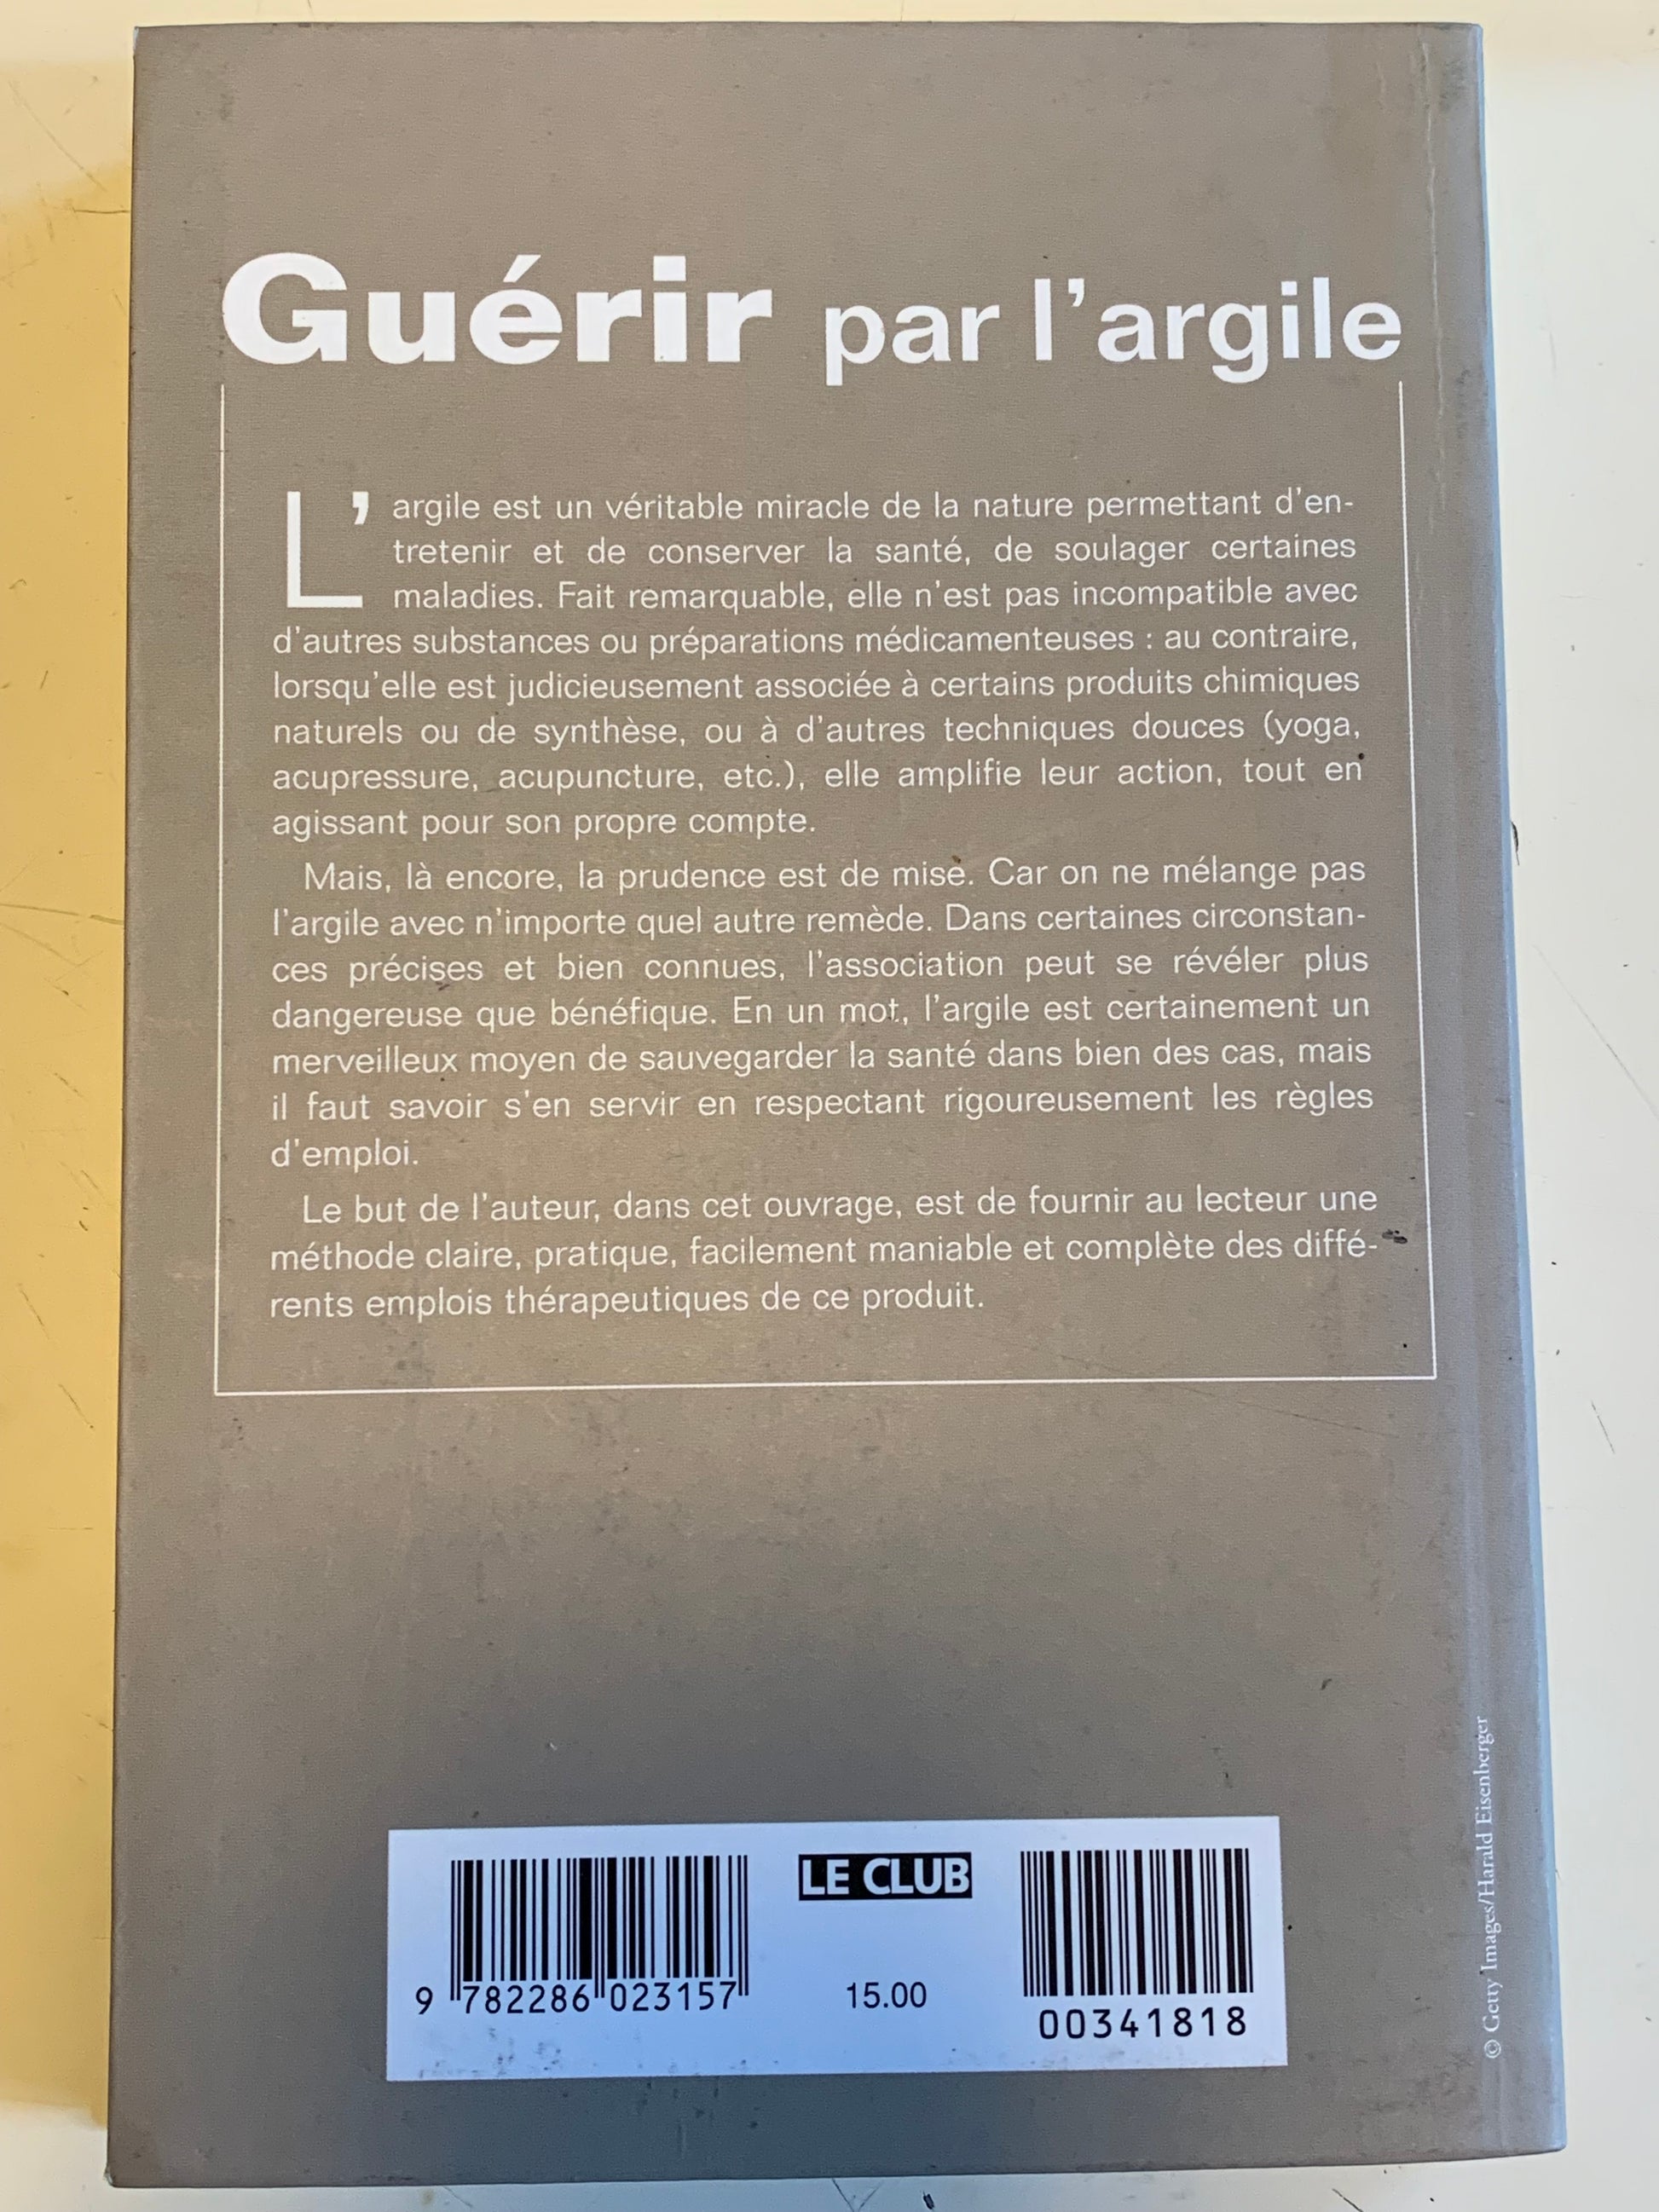 Guérir par l'argile
L'argile est un véritable miracle de la nature permettant d'en-
tretenir et de conserver la santé, de soulager certaines
maladies. Fait remarquable, elle n'est pas incompatible avec
d'autres substances ou préparations médicamenteuses : au contraire,
lorsqu'elle est judicieusement associée à certains produits chimiques
naturels ou de synthèse, ou à d'autres techniques douces (yoga,
acupressure, acupuncture, etc.), elle amplifie leur action, tout en
agissant pour son propre compte.
Mais, là encore, la prudence est de mise. Car on ne mélange pas
l'argile avec n'importe quel autre remède. Dans certaines circonstan-
ces précises et bien connues, l'association peut se révéler plus
dangereuse que bénéfique. En un mot, l'argile est certainement un
merveilleux moyen de sauvegarder la santé dans bien des cas, mais
il faut savoir s'en servir en respectant rigoureusement les règles
d'emploi.
Le but de l'auteur, dans cet ouvrage, est de fournir au lecteur une
méthode claire, pratique, facilement maniable et complète des diffé-
rents emplois thérapeutiques de ce produit.
LE CLUB
9 782286 023157
15.00
00341818
© Getty Images/Harald Eisenberger